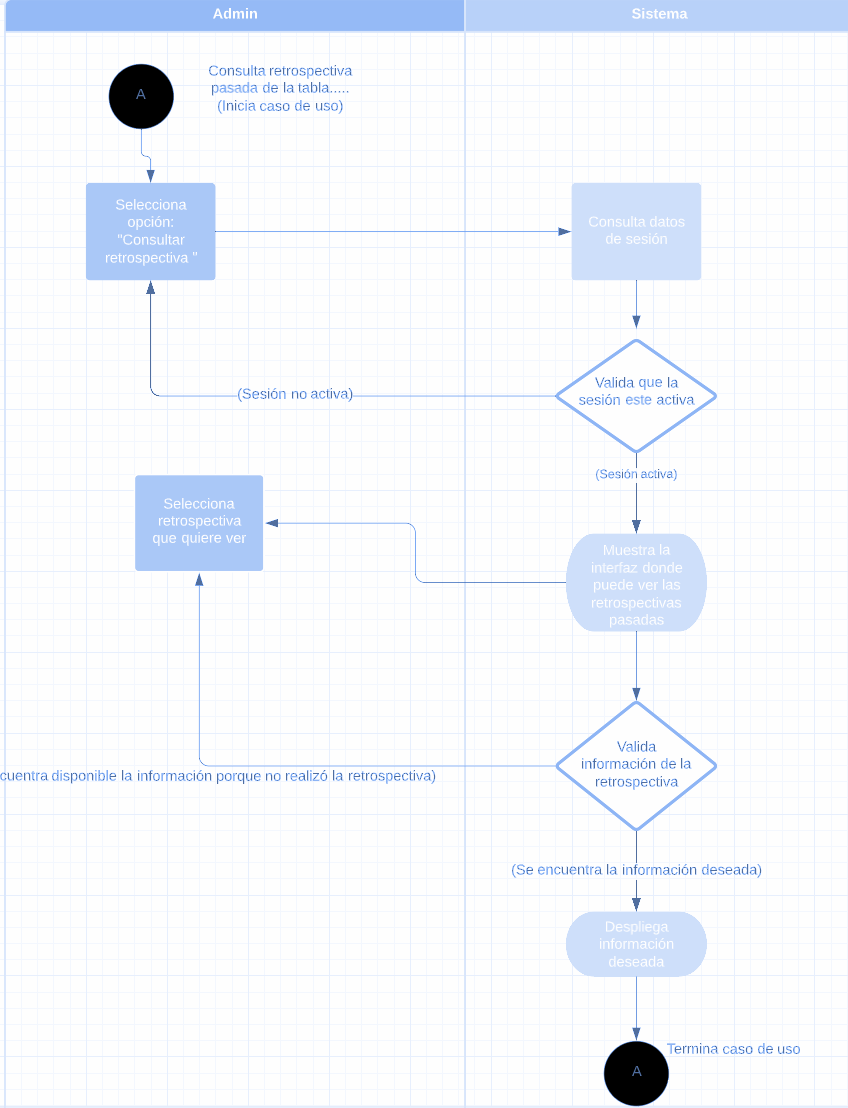 Admin
Sistema
A
Consulta retrospectiva
pasada de la tabla.....
(Inicia caso de uso)
Selecciona
opción:
"Consultar
retrospectiva "
Consulta datos
de sesión
Valida que la
sesión este activa
(Sesión no activa)
(Sesión activa)
Selecciona
retrospectiva
que quiere ver
Muestra la
interfaz donde
puede ver las
retrospectivas
pasadas
Valida
información de la
retrospectiva
disponible la información porque no realizó la retrospectiva)
(Se encuentra la información deseada)
Despliega
información
deseada
Termina caso de uso
A